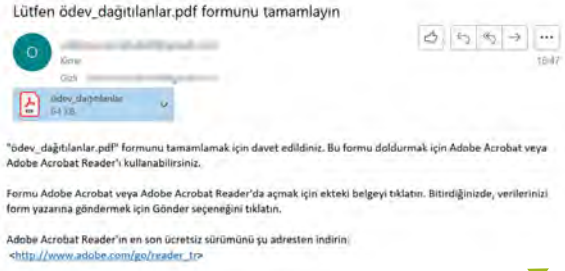 Lütfen ödev_dağıtılanlar.pdf formunu tamamlayın
O
Kime
Gizli
ödev_dağıtılanlar
64 KB
16:47
"ödev_dağıtılanlar.pdf" formunu tamamlamak için davet edildiniz. Bu formu doldurmak için Adobe Acrobat veya
Adobe Acrobat Reader'ı kullanabilirsiniz.
Formu Adobe Acrobat veya Adobe Acrobat Reader'da açmak için ekteki belgeyi tıklatın. Bitirdiğinizde, verilerinizi
form yazarına göndermek için Gönder seçeneğini tıklatın.
Adobe Acrobat Reader'ın en son ücretsiz sürümünü şu adresten indirin:
<http://www.adobe.com/go/reader_tr>